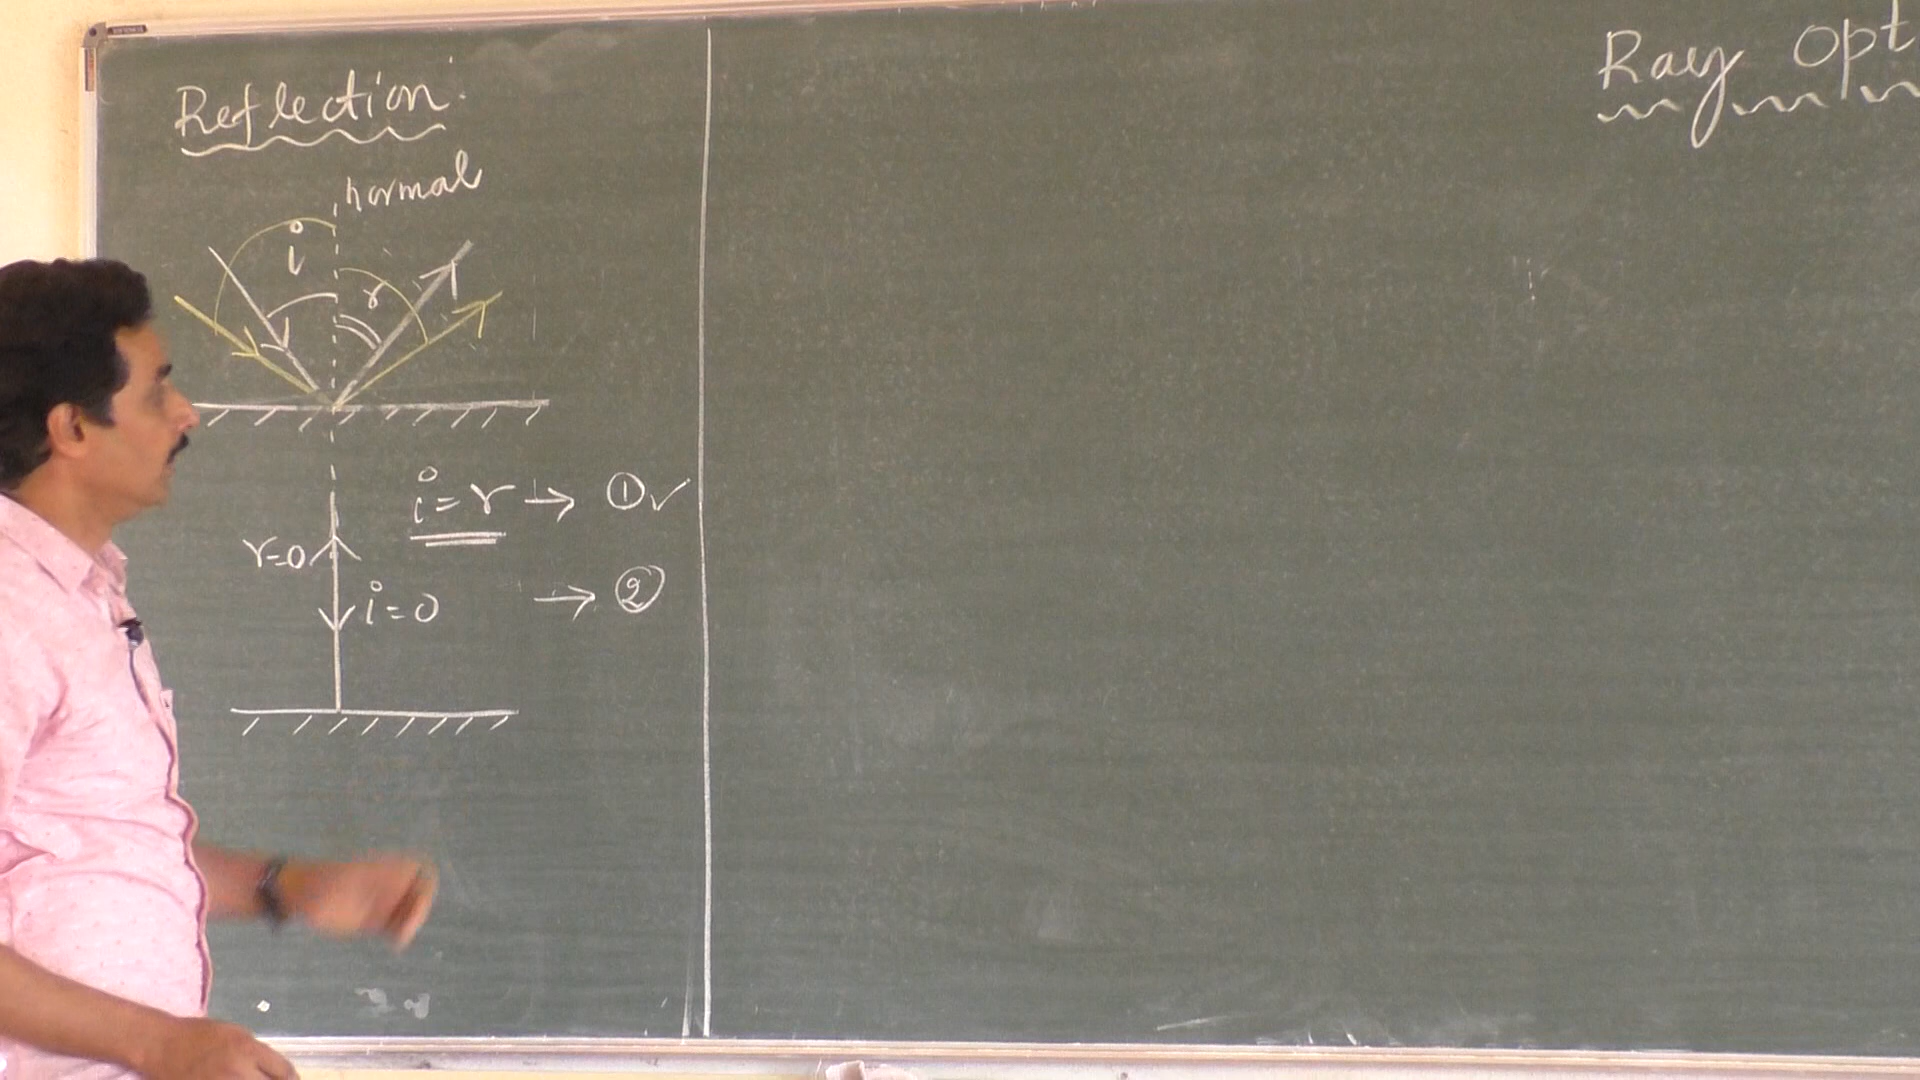 Reflection:
Ray Opt
normal
i
r
i=r → ①✓
r=0
i=0 → ②